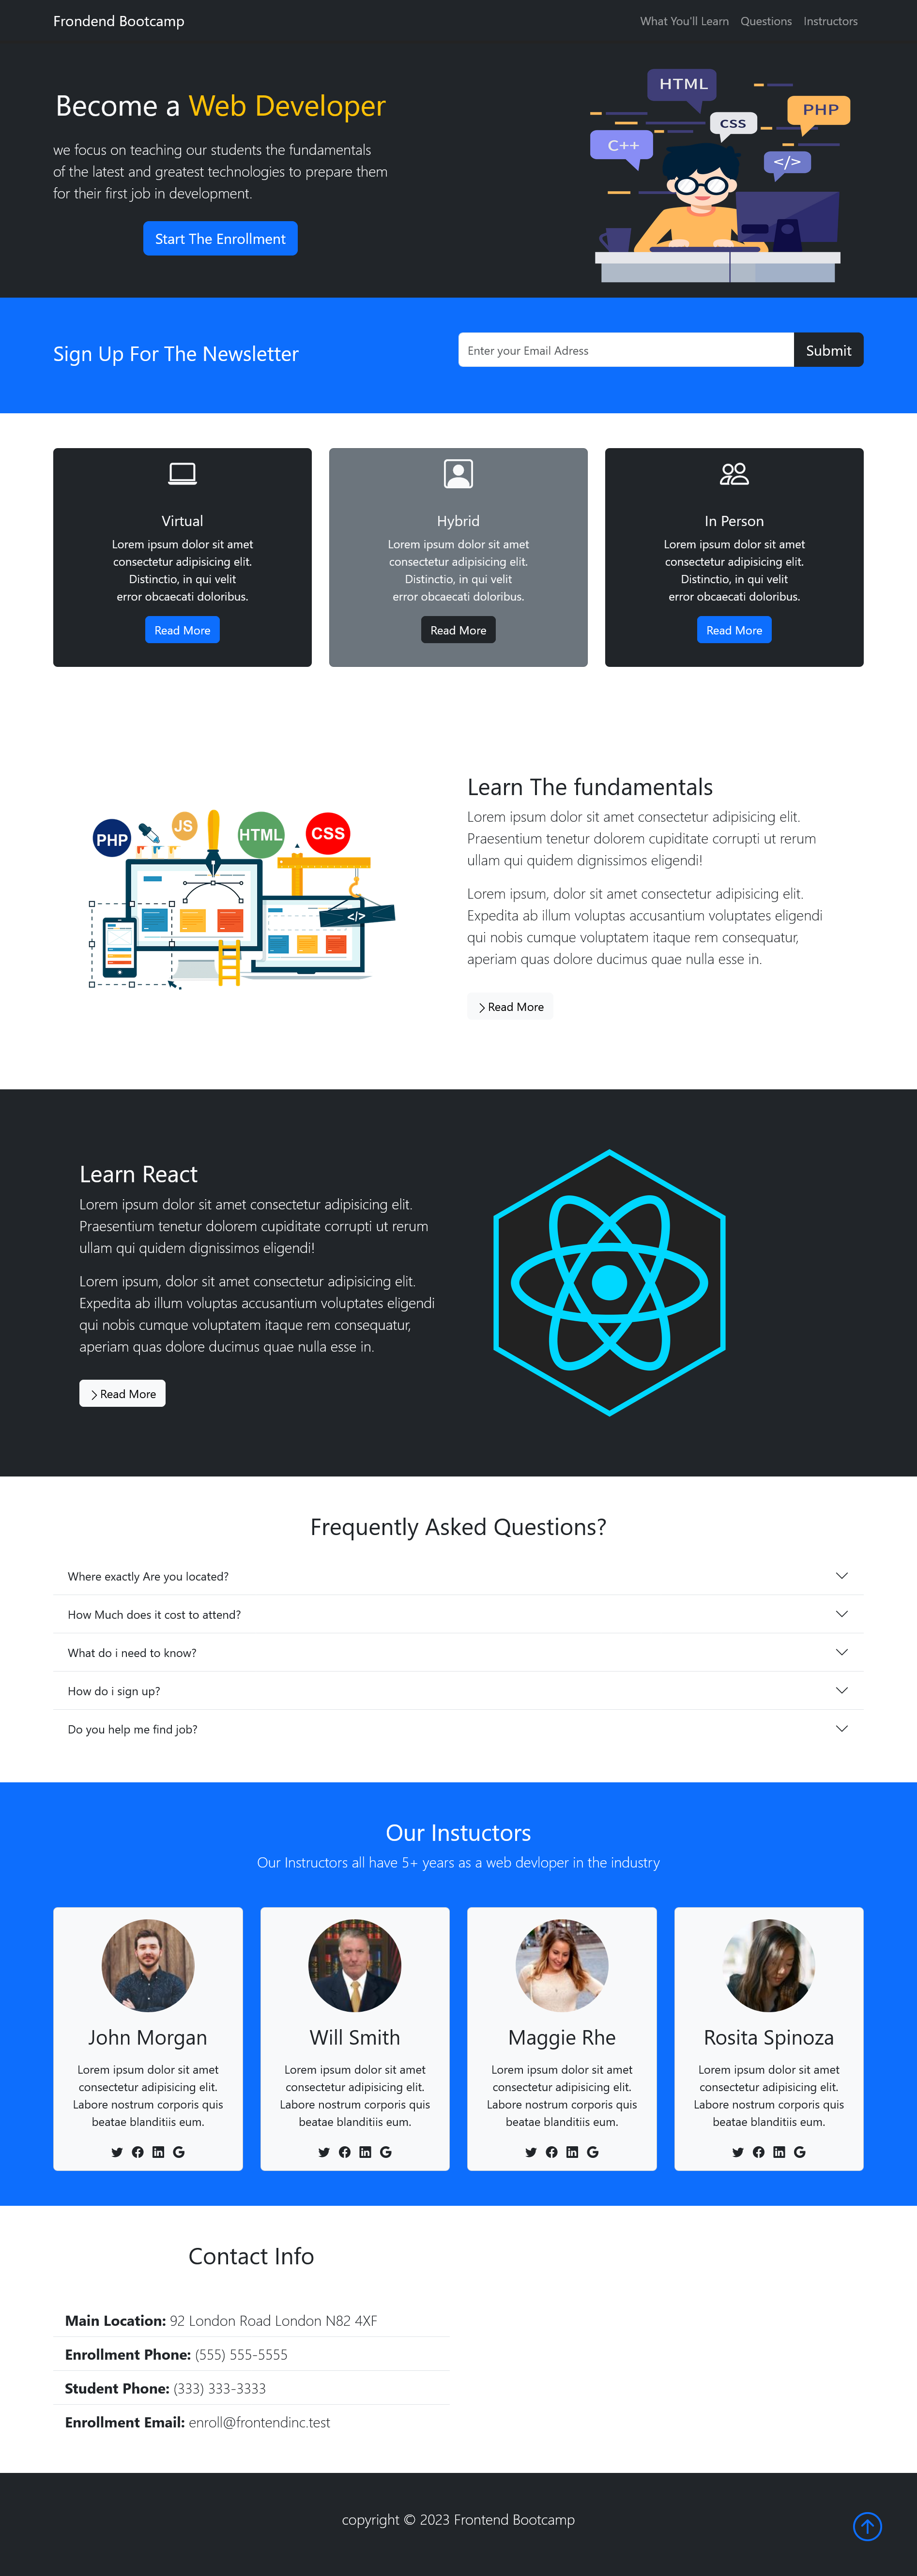 Frondend Bootcamp
What You'll Learn
Questions
Instructors
Become a Web Developer
we focus on teaching our students the fundamentals
of the latest and greatest technologies to prepare them
for their first job in development.
Start The Enrollment
HTML
PHP
CSS
C++
</>
Sign Up For The Newsletter
Enter your Email Adress
Submit
Virtual
Lorem ipsum dolor sit amet
consectetur adipisicing elit.
Distinctio, in qui velit
error obcaecati doloribus.
Read More
Hybrid
Lorem ipsum dolor sit amet
consectetur adipisicing elit.
Distinctio, in qui velit
error obcaecati doloribus.
Read More
In Person
Lorem ipsum dolor sit amet
consectetur adipisicing elit.
Distinctio, in qui velit
error obcaecati doloribus.
Read More
PHP
JS
HTML
CSS
</>
Learn The fundamentals
Lorem ipsum dolor sit amet consectetur adipisicing elit.
Praesentium tenetur dolorem cupiditate corrupti ut rerum
ullam qui quidem dignissimos eligendi!
Lorem ipsum, dolor sit amet consectetur adipisicing elit.
Expedita ab illum voluptas accusantium voluptates eligendi
qui nobis cumque voluptatem itaque rem consequatur,
aperiam quas dolore ducimus quae nulla esse in.
Read More
Learn React
Lorem ipsum dolor sit amet consectetur adipisicing elit.
Praesentium tenetur dolorem cupiditate corrupti ut rerum
ullam qui quidem dignissimos eligendi!
Lorem ipsum, dolor sit amet consectetur adipisicing elit.
Expedita ab illum voluptas accusantium voluptates eligendi
qui nobis cumque voluptatem itaque rem consequatur,
aperiam quas dolore ducimus quae nulla esse in.
Read More
Frequently Asked Questions?
Where exactly Are you located?
How Much does it cost to attend?
What do i need to know?
How do i sign up?
Do you help me find job?
Our Instuctors
Our Instructors all have 5+ years as a web devloper in the industry
John Morgan
Lorem ipsum dolor sit amet
consectetur adipisicing elit.
Labore nostrum corporis quis
beatae blanditiis eum.
Will Smith
Lorem ipsum dolor sit amet
consectetur adipisicing elit.
Labore nostrum corporis quis
beatae blanditiis eum.
Maggie Rhe
Lorem ipsum dolor sit amet
consectetur adipisicing elit.
Labore nostrum corporis quis
beatae blanditiis eum.
Rosita Spinoza
Lorem ipsum dolor sit amet
consectetur adipisicing elit.
Labore nostrum corporis quis
beatae blanditiis eum.
Contact Info
Main Location: 92 London Road London N82 4XF
Enrollment Phone: (555) 555-5555
Student Phone: (333) 333-3333
Enrollment Email: enroll@frontendinc.test
copyright © 2023 Frontend Bootcamp